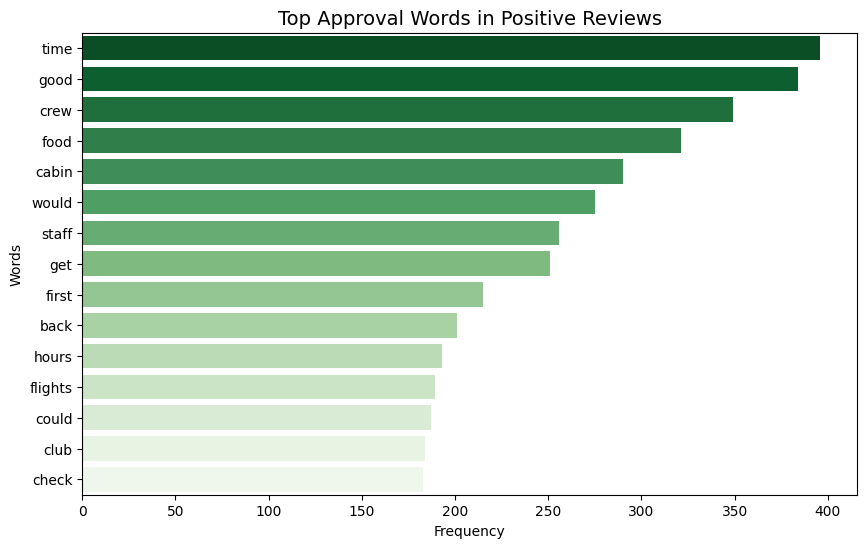 Top Approval Words in Positive Reviews
Words
time
good
crew
food
cabin
would
staff
get
first
back
hours
flights
could
club
check
0 50 100 150 200 250 300 350 400
Frequency